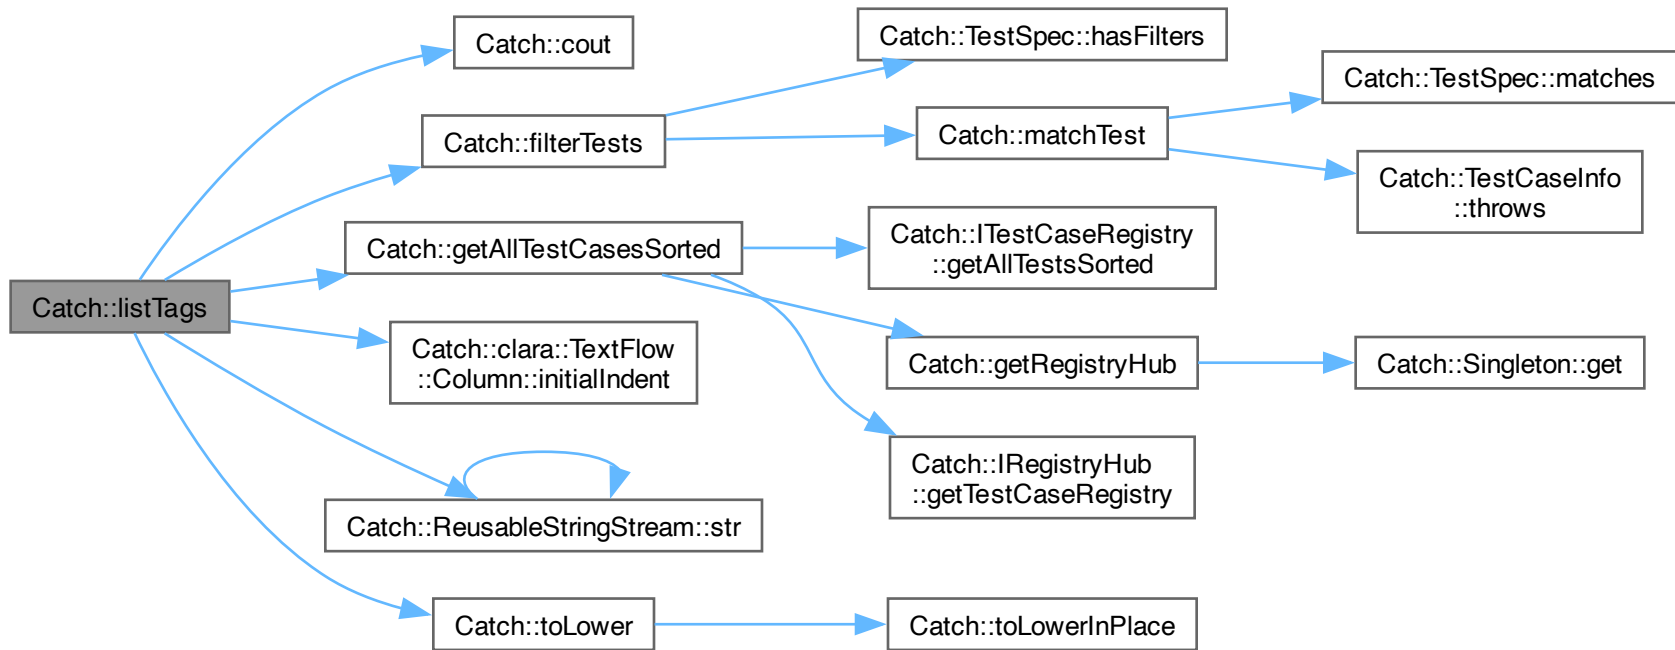 Catch::listTags
Catch::cout
Catch::filterTests
Catch::getAllTestCasesSorted
Catch::clara::TextFlow
::Column::initialIndent
Catch::ReusableStringStream::str
Catch::toLower
Catch::TestSpec::hasFilters
Catch::matchTest
Catch::ITestCaseRegistry
::getAllTestsSorted
Catch::getRegistryHub
Catch::IRegistryHub
::getTestCaseRegistry
Catch::toLowerInPlace
Catch::TestSpec::matches
Catch::TestCaseInfo
::throws
Catch::Singleton::get